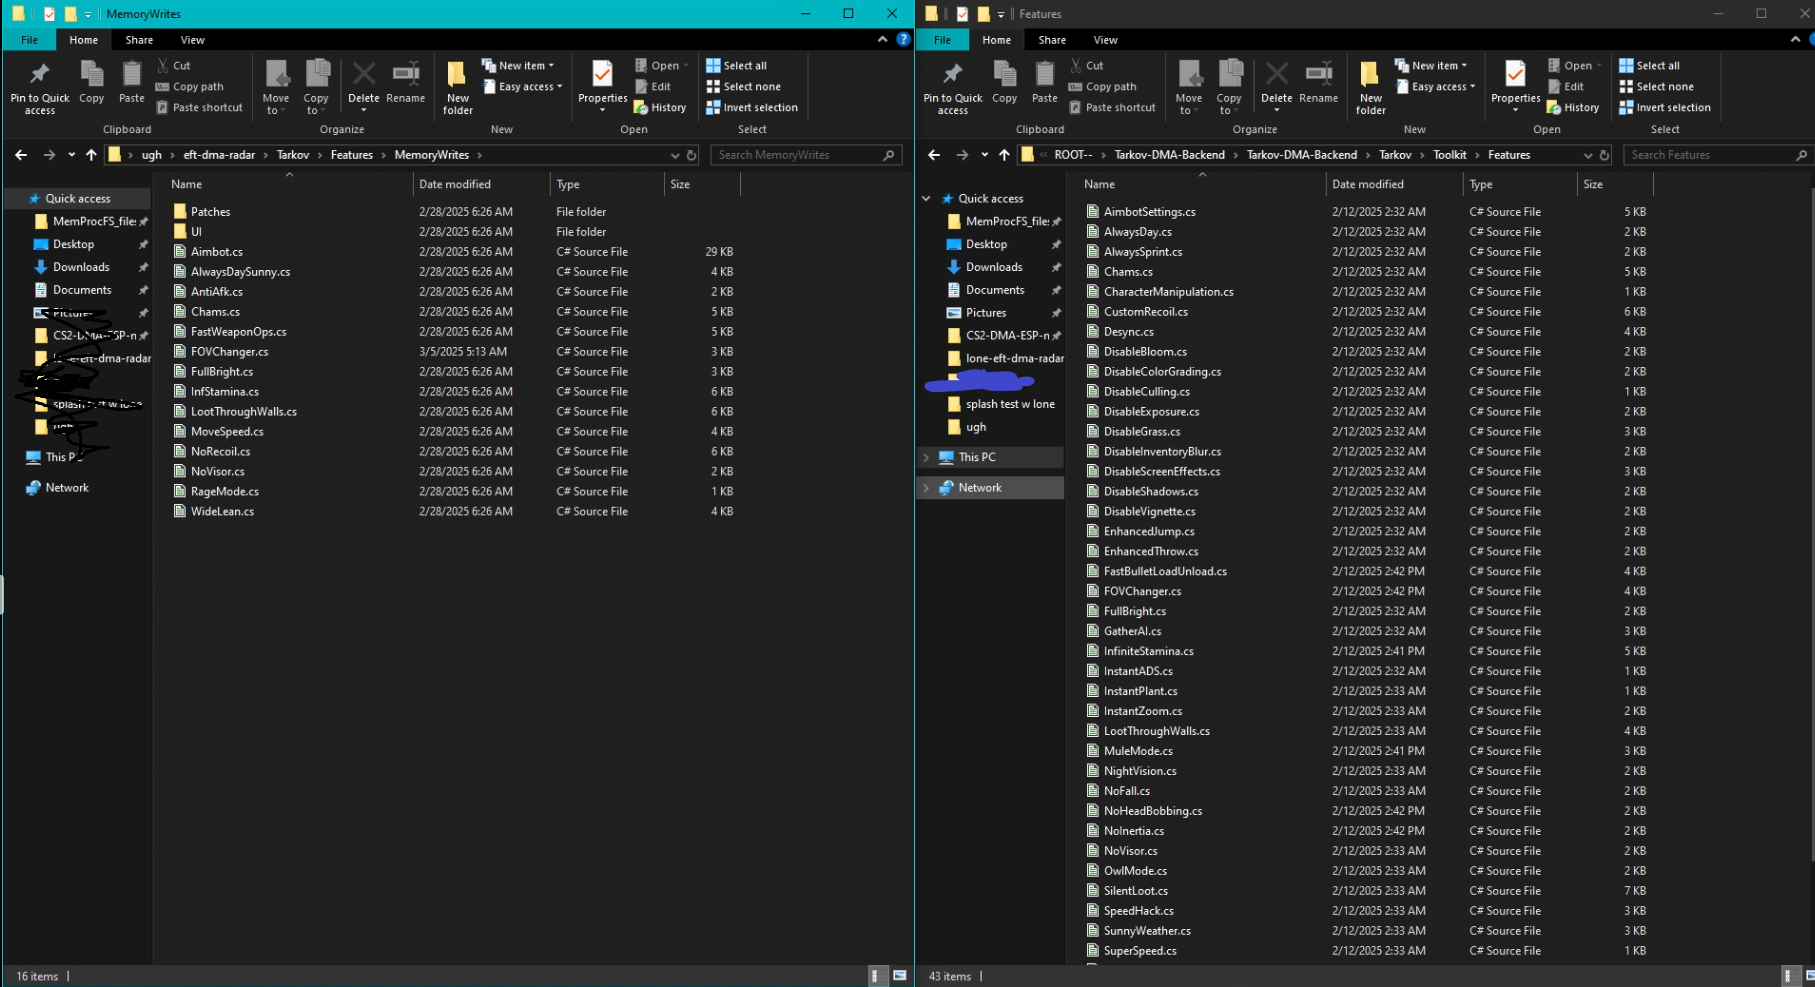 MemoryWrites
File Home Share View
Pin to Quick access
Copy
Paste
Cut
Copy path
Paste shortcut
Clipboard
Move to
Copy to
Delete
Rename
Organize
New folder
New item
Easy access
New
Properties
Open
Edit
History
Open
Select all
Select none
Invert selection
Select
ugh › eft-dma-radar › Tarkov › Features › MemoryWrites ›
Search MemoryWrites
Quick access
MemProcFS_files
Desktop
Downloads
Documents
Pictures
CS2-DMA-ESP-n
lone-eft-dma-radar
splash test w lone
ugh
This PC
Network
Name Date modified Type Size
Patches 2/28/2025 6:26 AM File folder
UI 2/28/2025 6:26 AM File folder
Aimbot.cs 2/28/2025 6:26 AM C# Source File 29 KB
AlwaysDaySunny.cs 2/28/2025 6:26 AM C# Source File 4 KB
AntiAfk.cs 2/28/2025 6:26 AM C# Source File 2 KB
Chams.cs 2/28/2025 6:26 AM C# Source File 5 KB
FastWeaponOps.cs 2/28/2025 6:26 AM C# Source File 5 KB
FOVChanger.cs 3/5/2025 5:13 AM C# Source File 3 KB
FullBright.cs 2/28/2025 6:26 AM C# Source File 3 KB
InfStamina.cs 2/28/2025 6:26 AM C# Source File 6 KB
LootThroughWalls.cs 2/28/2025 6:26 AM C# Source File 6 KB
MoveSpeed.cs 2/28/2025 6:26 AM C# Source File 4 KB
NoRecoil.cs 2/28/2025 6:26 AM C# Source File 6 KB
NoVisor.cs 2/28/2025 6:26 AM C# Source File 2 KB
RageMode.cs 2/28/2025 6:26 AM C# Source File 1 KB
WideLean.cs 2/28/2025 6:26 AM C# Source File 4 KB
16 items
Features
File Home Share View
Pin to Quick access
Copy
Paste
Cut
Copy path
Paste shortcut
Clipboard
Move to
Copy to
Delete
Rename
Organize
New folder
New item
Easy access
New
Properties
Open
Edit
History
Open
Select all
Select none
Invert selection
Select
« ROOT-- › Tarkov-DMA-Backend › Tarkov-DMA-Backend › Tarkov › Toolkit › Features
Search Features
Quick access
MemProcFS_files
Desktop
Downloads
Documents
Pictures
CS2-DMA-ESP-n
lone-eft-dma-radar
splash test w lone
ugh
This PC
Network
Name Date modified Type Size
AimbotSettings.cs 2/12/2025 2:32 AM C# Source File 5 KB
AlwaysDay.cs 2/12/2025 2:32 AM C# Source File 2 KB
AlwaysSprint.cs 2/12/2025 2:32 AM C# Source File 2 KB
Chams.cs 2/12/2025 2:32 AM C# Source File 5 KB
CharacterManipulation.cs 2/12/2025 2:32 AM C# Source File 1 KB
CustomRecoil.cs 2/12/2025 2:32 AM C# Source File 6 KB
Desync.cs 2/12/2025 2:32 AM C# Source File 4 KB
DisableBloom.cs 2/12/2025 2:32 AM C# Source File 2 KB
DisableColorGrading.cs 2/12/2025 2:32 AM C# Source File 2 KB
DisableCulling.cs 2/12/2025 2:32 AM C# Source File 1 KB
DisableExposure.cs 2/12/2025 2:32 AM C# Source File 2 KB
DisableGrass.cs 2/12/2025 2:32 AM C# Source File 3 KB
DisableInventoryBlur.cs 2/12/2025 2:32 AM C# Source File 2 KB
DisableScreenEffects.cs 2/12/2025 2:32 AM C# Source File 3 KB
DisableShadows.cs 2/12/2025 2:32 AM C# Source File 2 KB
DisableVignette.cs 2/12/2025 2:32 AM C# Source File 2 KB
EnhancedJump.cs 2/12/2025 2:32 AM C# Source File 2 KB
EnhancedThrow.cs 2/12/2025 2:32 AM C# Source File 2 KB
FastBulletLoadUnload.cs 2/12/2025 2:42 PM C# Source File 4 KB
FOVChanger.cs 2/12/2025 2:42 PM C# Source File 4 KB
FullBright.cs 2/12/2025 2:32 AM C# Source File 2 KB
GatherAI.cs 2/12/2025 2:32 AM C# Source File 3 KB
InfiniteStamina.cs 2/12/2025 2:41 PM C# Source File 5 KB
InstantADS.cs 2/12/2025 2:32 AM C# Source File 1 KB
InstantPlant.cs 2/12/2025 2:33 AM C# Source File 1 KB
InstantZoom.cs 2/12/2025 2:33 AM C# Source File 2 KB
LootThroughWalls.cs 2/12/2025 2:33 AM C# Source File 4 KB
MuleMode.cs 2/12/2025 2:41 PM C# Source File 3 KB
NightVision.cs 2/12/2025 2:33 AM C# Source File 2 KB
NoFall.cs 2/12/2025 2:33 AM C# Source File 2 KB
NoHeadBobbing.cs 2/12/2025 2:42 PM C# Source File 2 KB
NoInertia.cs 2/12/2025 2:42 PM C# Source File 2 KB
NoVisor.cs 2/12/2025 2:33 AM C# Source File 2 KB
OwlMode.cs 2/12/2025 2:33 AM C# Source File 2 KB
SilentLoot.cs 2/12/2025 2:33 AM C# Source File 7 KB
SpeedHack.cs 2/12/2025 2:33 AM C# Source File 3 KB
SunnyWeather.cs 2/12/2025 2:33 AM C# Source File 3 KB
SuperSpeed.cs 2/12/2025 2:33 AM C# Source File 1 KB
43 items